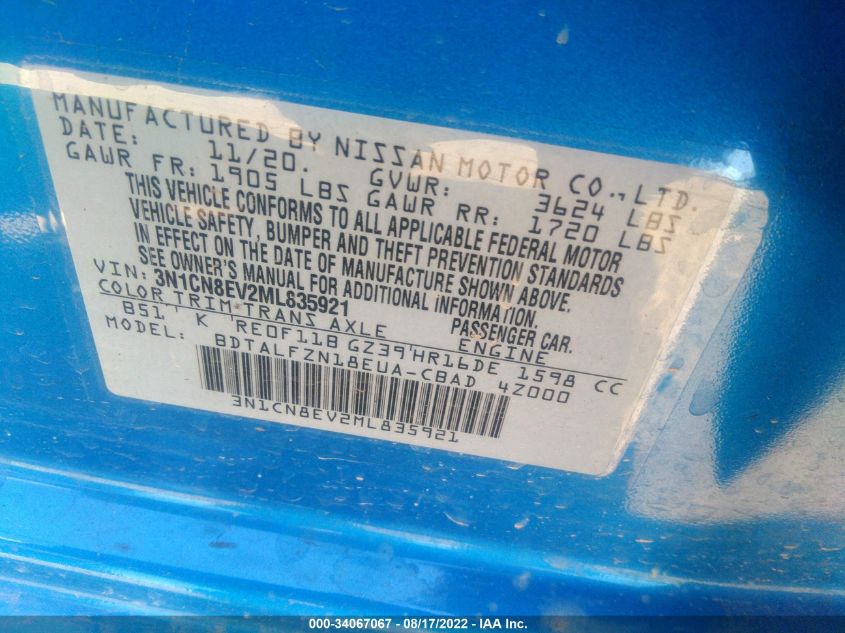 MANUFACTURED BY NISSAN MOTOR CO., LTD.
DATE: 11/20. GVWR: 3624 LBS
GAWR FR: 1905 LBS GAWR RR: 1720 LBS
THIS VEHICLE CONFORMS TO ALL APPLICABLE FEDERAL MOTOR
VEHICLE SAFETY, BUMPER AND THEFT PREVENTION STANDARDS
IN EFFECT ON THE DATE OF MANUFACTURE SHOWN ABOVE.
SEE OWNER'S MANUAL FOR ADDITIONAL INFORMATION.
VIN: 3N1CN8EV2ML835921 PASSENGER CAR.
COLOR TRIM TRANS AXLE ENGINE
B51 K RE0F11B GZ39 HR16DE 1598 CC
MODEL: BDTALFZN18EUA-CBAD 4Z000
3N1CN8EV2ML835921
000-34067067 - 08/17/2022 - IAA Inc.